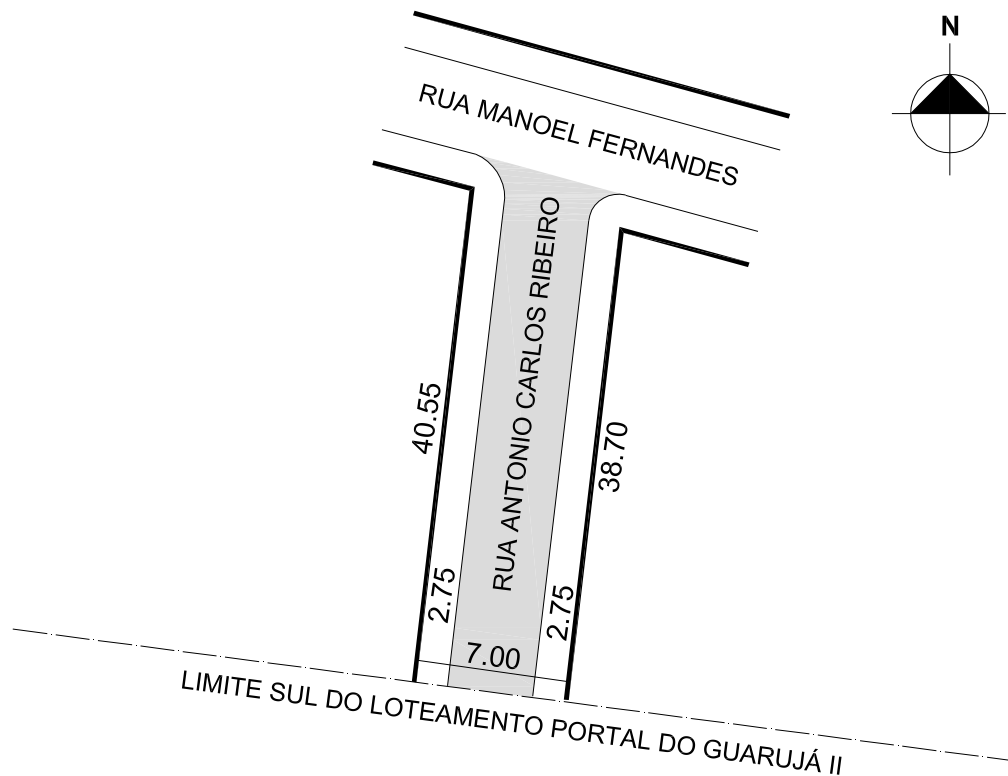 N
RUA MANOEL FERNANDES
RUA ANTONIO CARLOS RIBEIRO
40.55
38.70
2.75
2.75
7.00
LIMITE SUL DO LOTEAMENTO PORTAL DO GUARUJÁ II